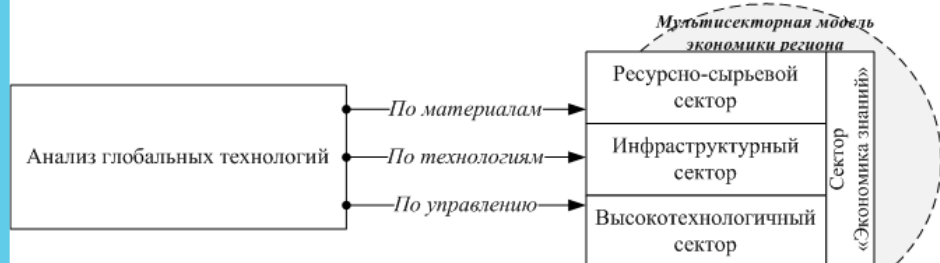 Мультисекторная модель
экономики региона
Анализ глобальных технологий
По материалам
По технологиям
По управлению
Ресурсно-сырьевой
сектор
Инфраструктурный
сектор
Высокотехнологичный
сектор
Сектор
«Экономика знаний»